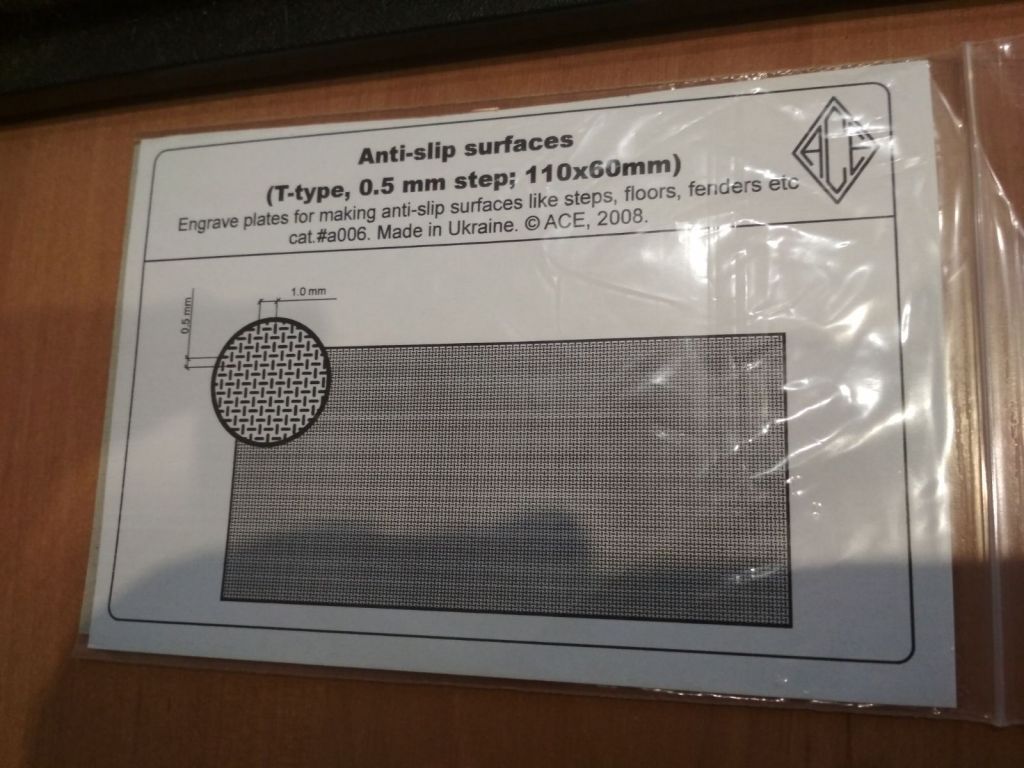 Anti-slip surfaces
(T-type, 0.5 mm step; 110x60mm)
Engrave plates for making anti-slip surfaces like steps, floors, fenders etc
cat.#a006. Made in Ukraine. © ACE, 2008.
ACE
1.0 mm
0.5 mm